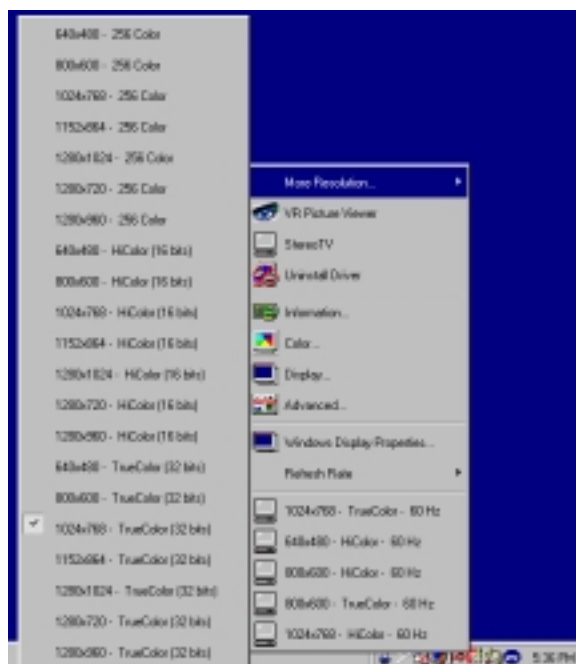 640x480 - 256 Color
800x600 - 256 Color
1024x768 - 256 Color
1152x864 - 256 Color
1280x1024 - 256 Color
1280x720 - 256 Color
1280x960 - 256 Color
640x480 - HiColor (16 bits)
800x600 - HiColor (16 bits)
1024x768 - HiColor (16 bits)
1152x864 - HiColor (16 bits)
1280x1024 - HiColor (16 bits)
1280x720 - HiColor (16 bits)
1280x960 - HiColor (16 bits)
640x480 - TrueColor (32 bits)
800x600 - TrueColor (32 bits)
1024x768 - TrueColor (32 bits)
1152x864 - TrueColor (32 bits)
1280x1024 - TrueColor (32 bits)
1280x720 - TrueColor (32 bits)
1280x960 - TrueColor (32 bits)
More Resolution...
VR Picture Viewer
StereoTV
Uninstall Driver
Information...
Color...
Display...
Advanced...
Windows Display Properties...
Refresh Rate
1024x768 - TrueColor - 60 Hz
640x480 - HiColor - 60 Hz
800x600 - HiColor - 60 Hz
800x600 - TrueColor - 60 Hz
1024x768 - HiColor - 60 Hz
5:36 PM